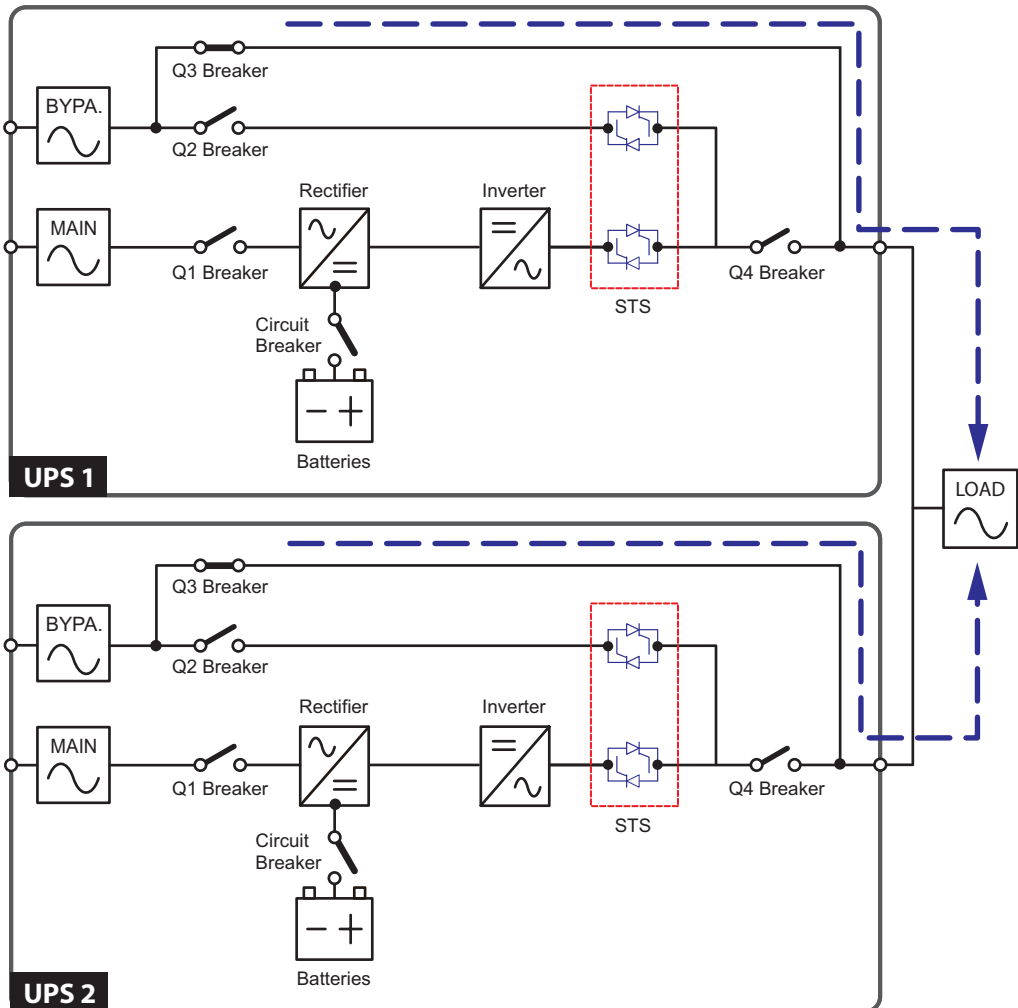 Q3 Breaker
BYPA.
Q2 Breaker
Rectifier
Inverter
MAIN
Q1 Breaker
Q4 Breaker
STS
Circuit
Breaker
Batteries
UPS 1
LOAD
Q3 Breaker
BYPA.
Q2 Breaker
Rectifier
Inverter
MAIN
Q1 Breaker
Q4 Breaker
STS
Circuit
Breaker
Batteries
UPS 2